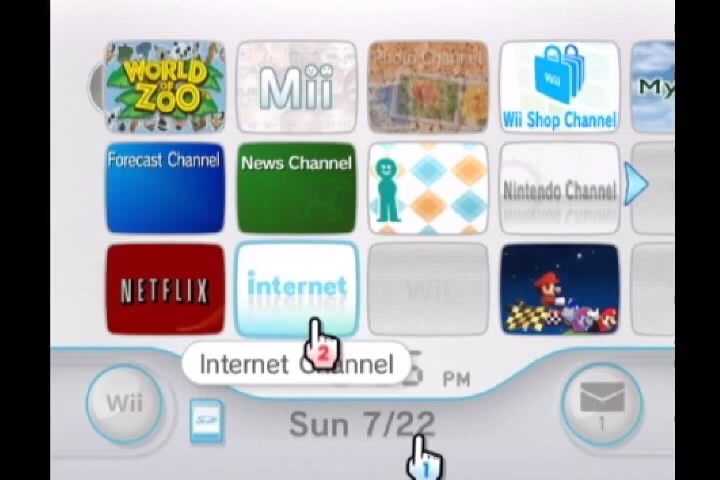 WORLD
OF
ZOO
Mii
Photo Channel
Wii
Wii Shop Channel
My
Forecast Channel
News Channel
Nintendo Channel
NETFLIX
internet
Wii
2
Internet Channel
PM
Wii
Sun 7/22
1
1